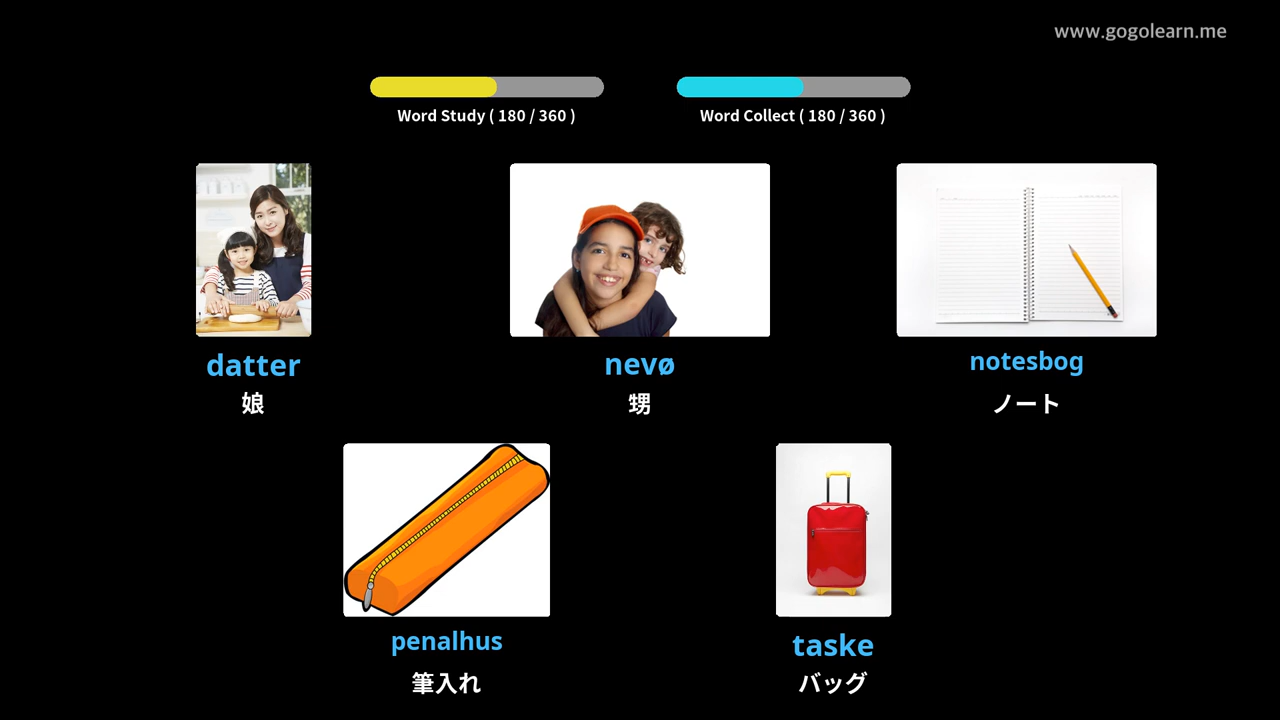 www.gogolearn.me
Word Study ( 180 / 360 )
Word Collect ( 180 / 360 )
datter
娘
nevø
甥
notesbog
ノート
penalhus
筆入れ
taske
バッグ